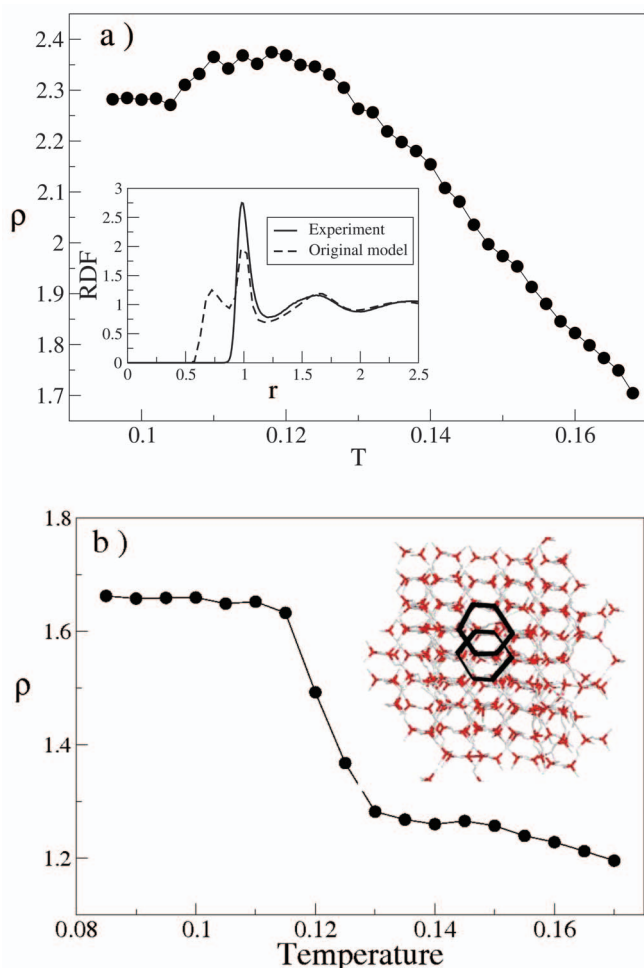 a )
2.4
2.3
2.2
2.1
2
1.9
1.8
1.7
ρ
3
2.5
2
1.5
1
0.5
0
RDF
Experiment
Original model
0 0.5 1 1.5 2 2.5
r
0.1 0.12 0.14 0.16
T
b )
1.8
1.6
1.4
1.2
ρ
0.08 0.1 0.12 0.14 0.16
Temperature